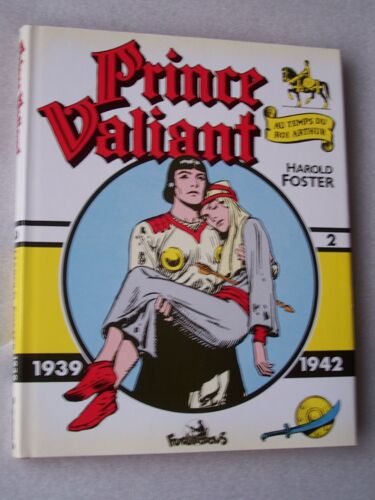 Prince
Valiant
AU TEMPS DU
ROI ARTHUR
HAROLD
FOSTER
2
1939
1942
FUTUROPOLIS